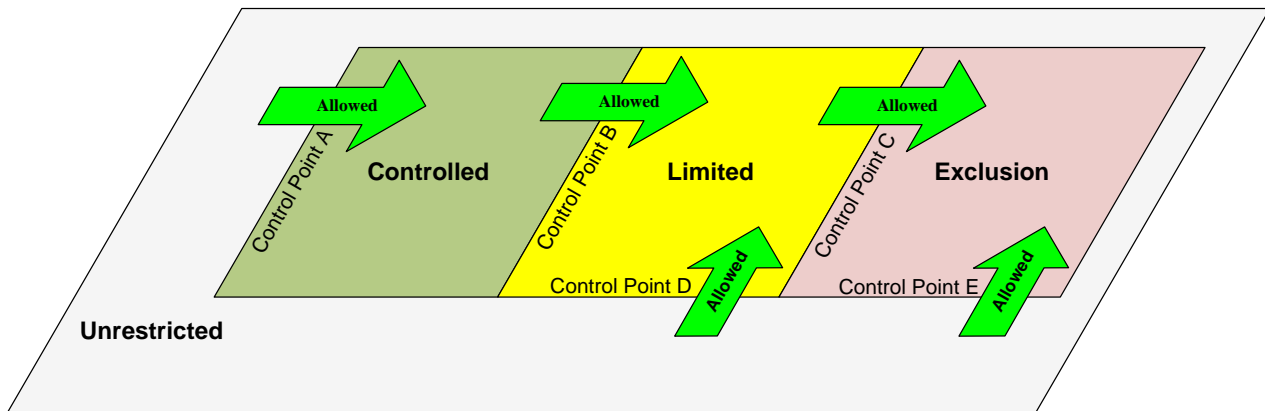 Allowed
Allowed
Allowed
Control Point A
Controlled
Control Point B
Limited
Control Point C
Exclusion
Control Point D
Allowed
Control Point E
Allowed
Unrestricted